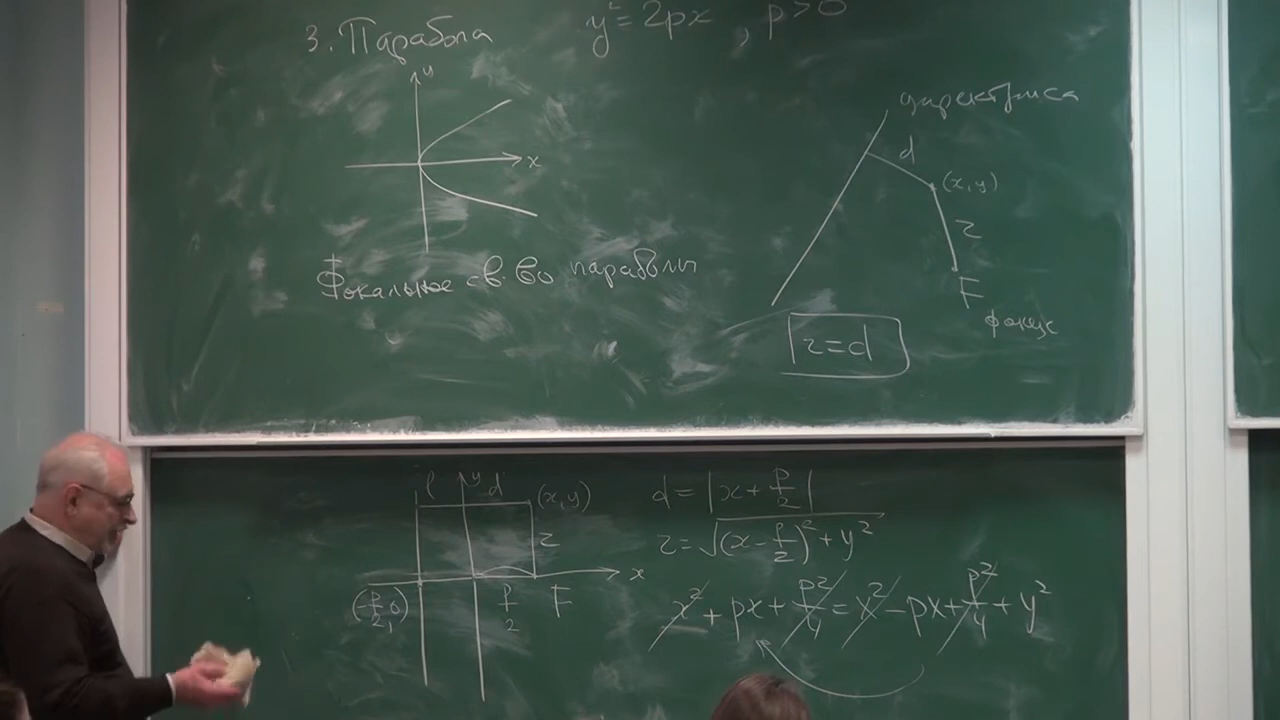 3. Парабола y² = 2px, p > 0
y
x
Фокальное св-во параболы
директриса
d
(x, y)
r
F
фокус
r = d
l y d (x, y)
r
x
(-p/2, 0) p/2 F
d = |x + p/2|
r = √((x - p/2)² + y²)
x² + px + p²/4 = x² - px + p²/4 + y²